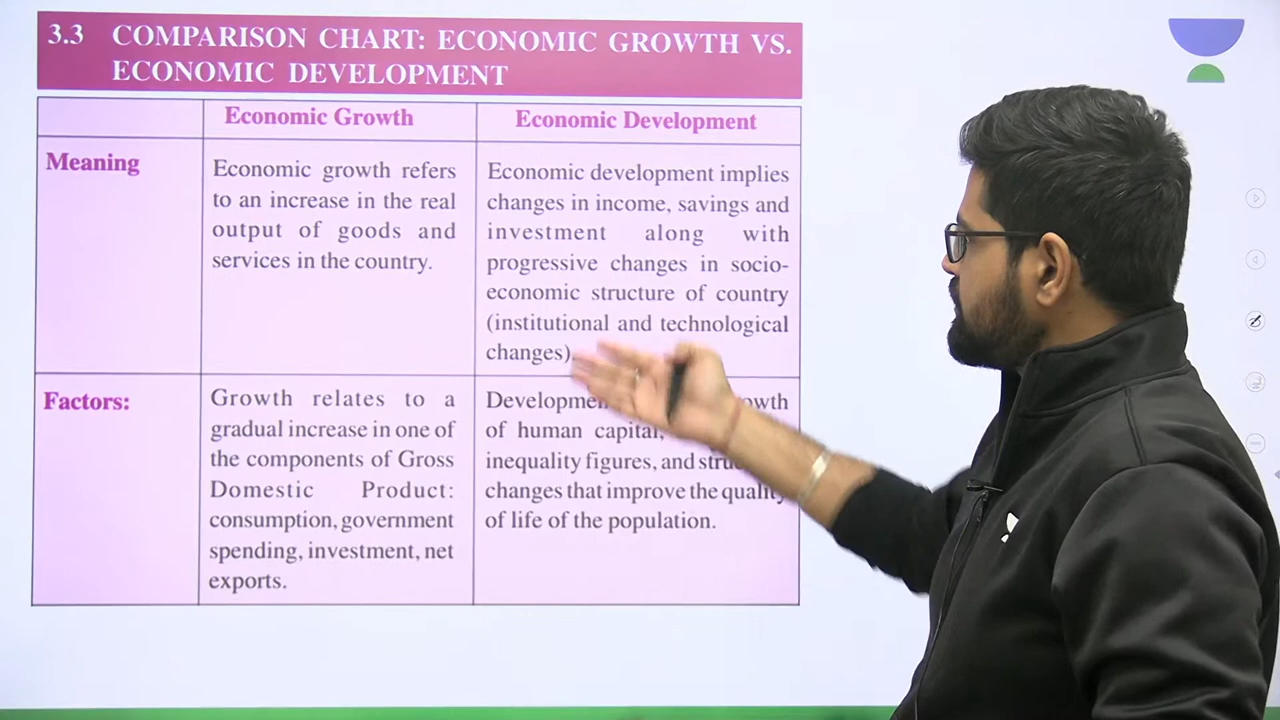 3.3 COMPARISON CHART: ECONOMIC GROWTH VS.
ECONOMIC DEVELOPMENT
Economic Growth
Economic Development
Meaning
Economic growth refers
to an increase in the real
output of goods and
services in the country.
Economic development implies
changes in income, savings and
investment along with
progressive changes in socio-
economic structure of country
(institutional and technological
changes).
Factors:
Growth relates to a
gradual increase in one of
the components of Gross
Domestic Product:
consumption, government
spending, investment, net
exports.
of human capital,
inequality figures, and
changes that improve the quality
of life of the population.